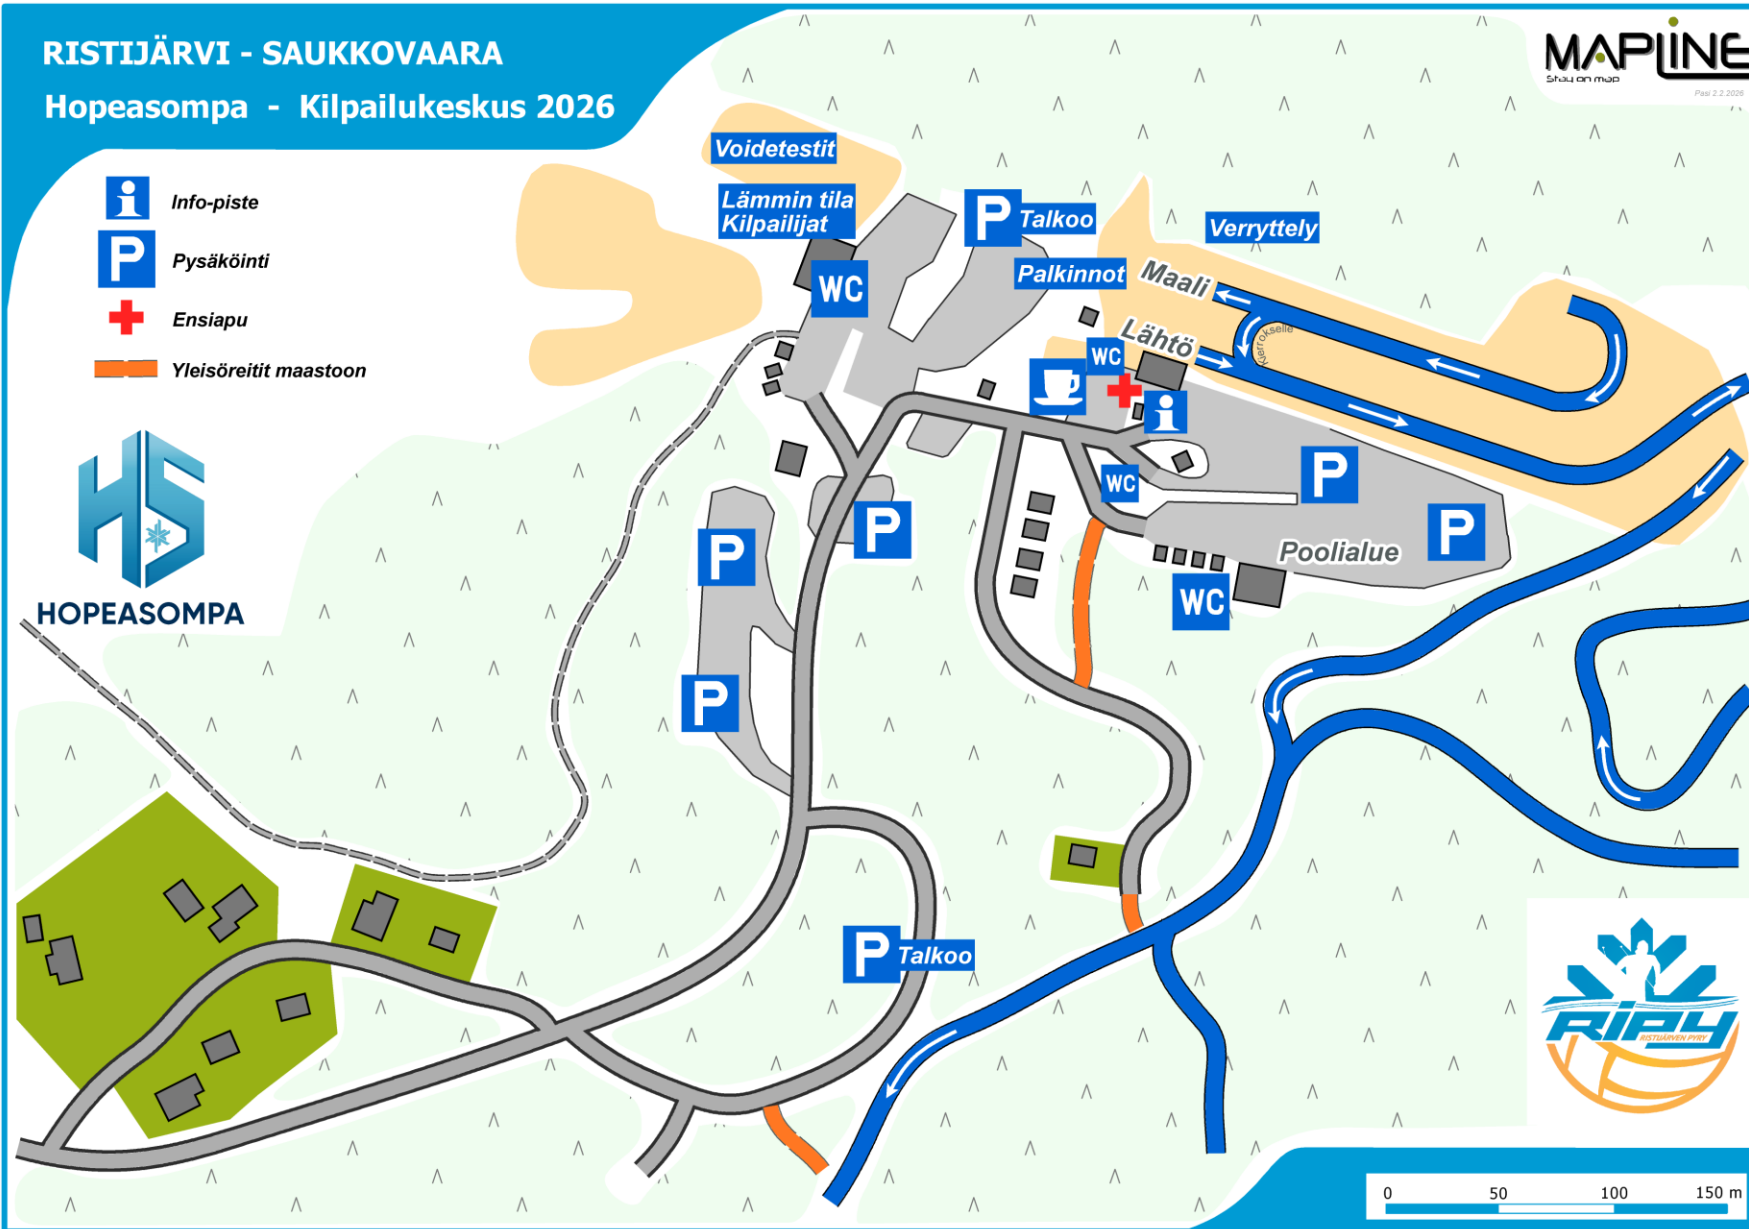 RISTIJÄRVI - SAUKKOVAARA
Hopeasompa - Kilpailukeskus 2026
MAPLINE
Stay on map
Pasi 2.2.2026
Info-piste
P
Pysäköinti
Ensiapu
Yleisöreitit maastoon
HS
HOPEASOMPA
Voidetestit
Lämmin tila
Kilpailijat
WC
P Talkoo
Palkinnot
Verryttely
Maali
Lähtö
Kierrokselle
WC
WC
P
P
Poolialue
WC
P
P
P
P Talkoo
RiPy
RISTIJÄRVEN PYRY
0 50 100 150 m